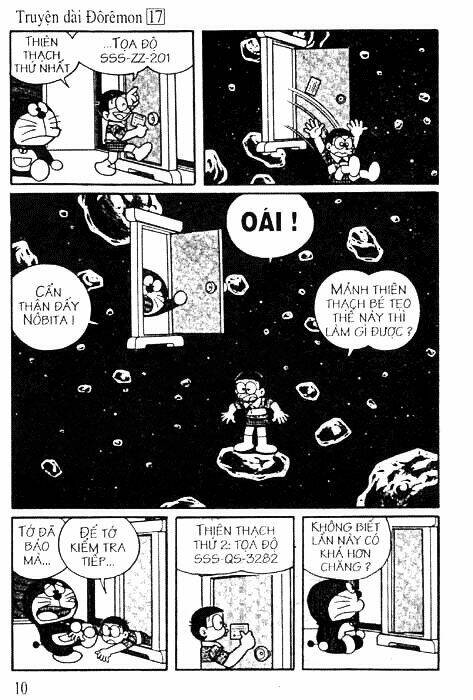 Truyện dài Đôrêmon 17
THIÊN
THẠCH
THỨ NHẤT
...TỌA ĐỘ
555-ZZ-201
OÁI !
CẨN
THẬN ĐẤY
NÔBITA !
MẢNH THIÊN
THẠCH BÉ TẸO
THẾ NÀY THÌ
LÀM GÌ ĐƯỢC ?
TỚ ĐÃ
BẢO
MÀ...
ĐỂ TỚ
KIỂM TRA
TIẾP...
THIÊN THẠCH
THỨ 2: TỌA ĐỘ
555-QS-3282
KHÔNG BIẾT
LẦN NÀY CÓ
KHÁ HƠN
CHĂNG ?
10